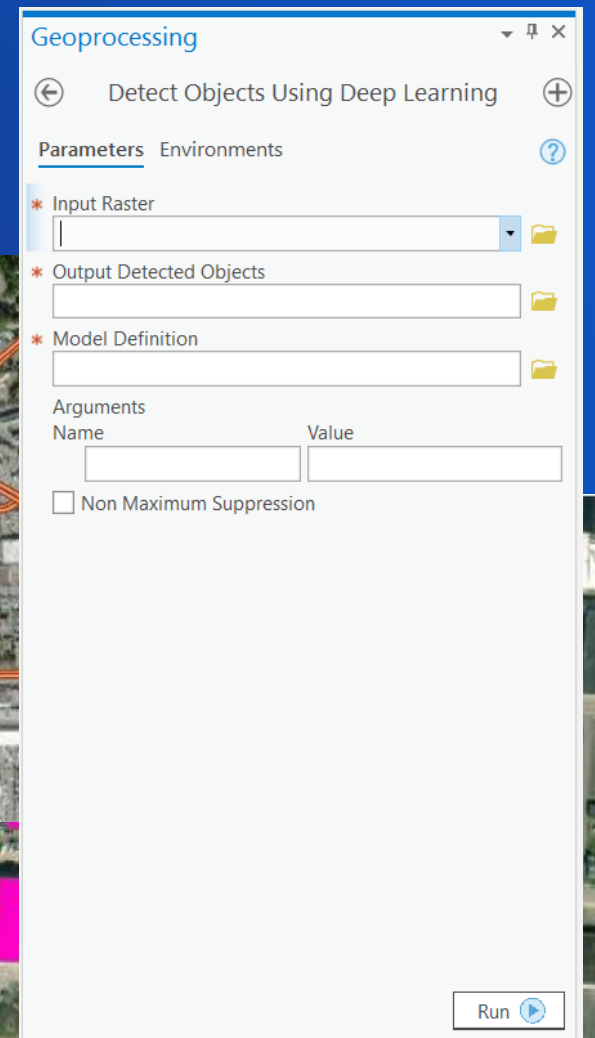 Geoprocessing
Detect Objects Using Deep Learning
Parameters Environments
* Input Raster
* Output Detected Objects
* Model Definition
Arguments
Name Value
Non Maximum Suppression
Run